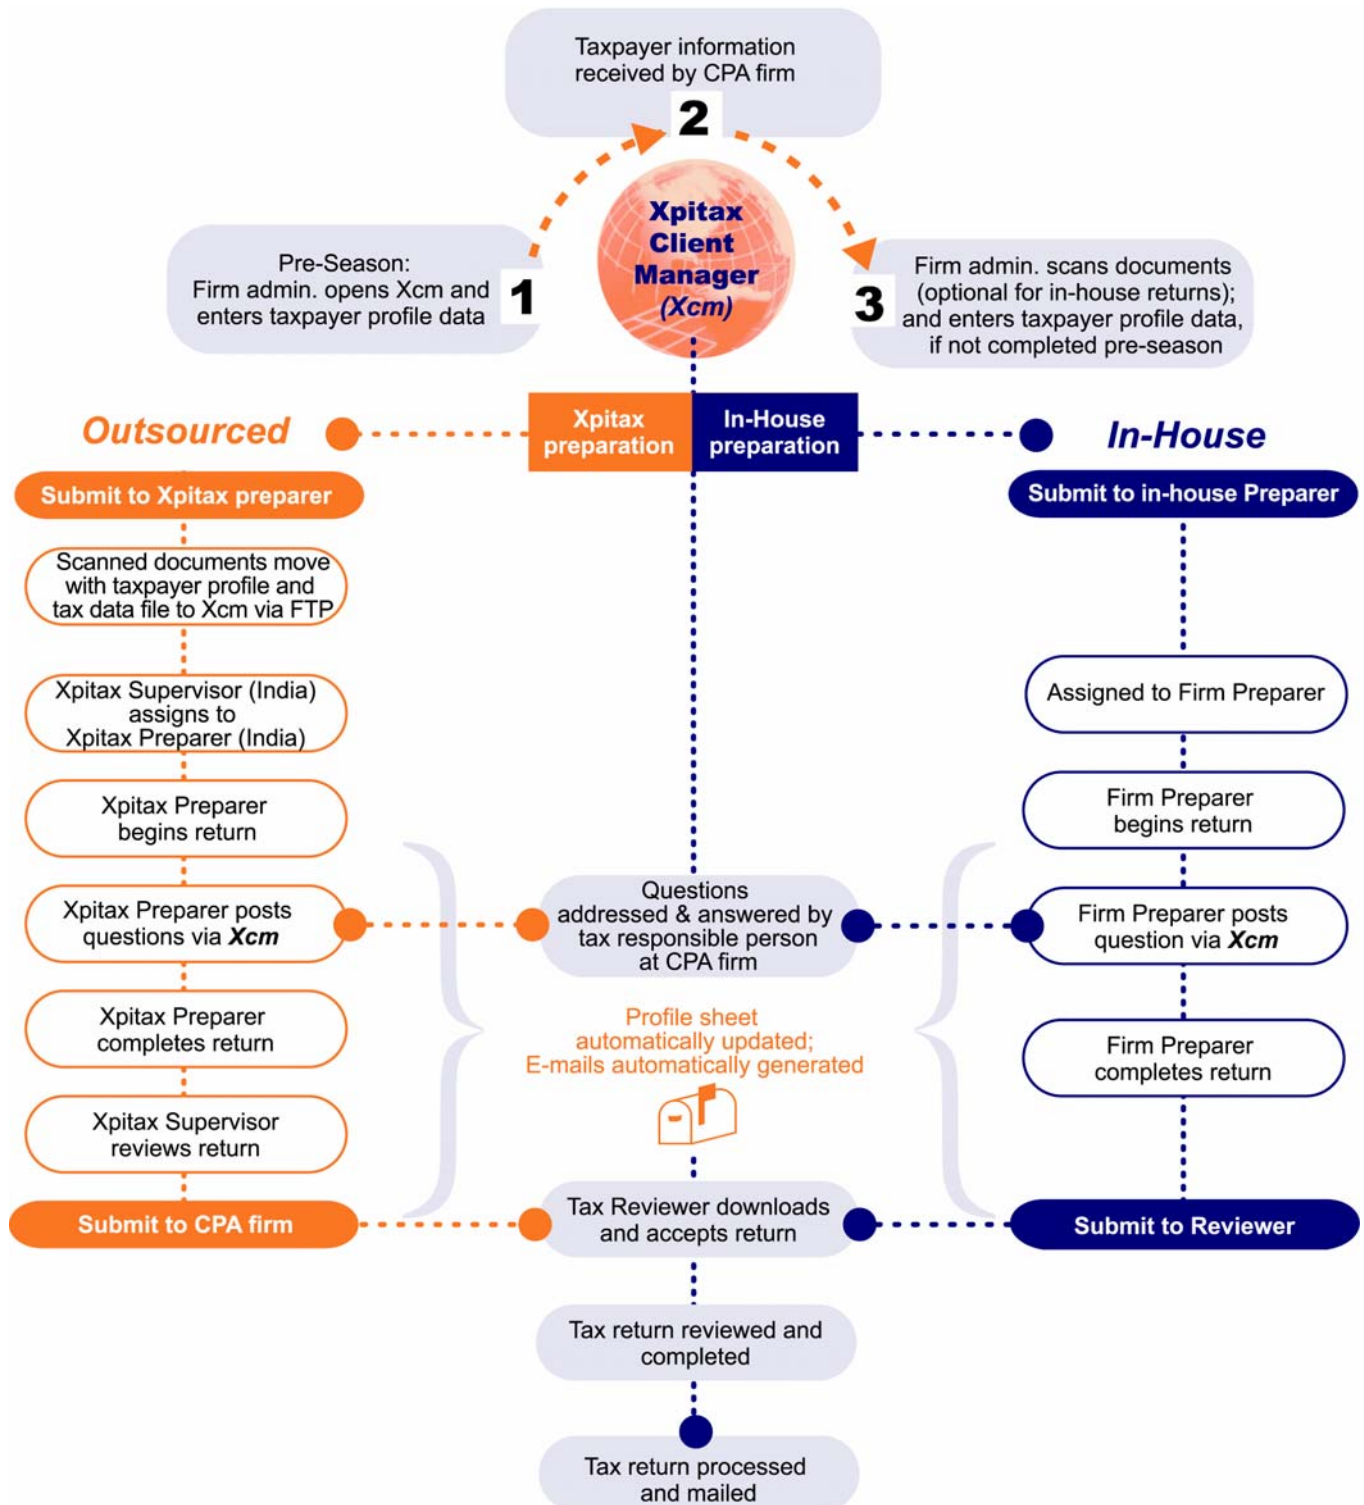 Taxpayer information
received by CPA firm
2
Xpitax
Client
Manager
(Xcm)
Pre-Season:
Firm admin. opens Xcm and
enters taxpayer profile data
1
3
Firm admin. scans documents
(optional for in-house returns);
and enters taxpayer profile data,
if not completed pre-season
Outsourced
Xpitax
preparation
In-House
preparation
In-House
Submit to Xpitax preparer
Scanned documents move
with taxpayer profile and
tax data file to Xcm via FTP
Xpitax Supervisor (India)
assigns to
Xpitax Preparer (India)
Xpitax Preparer
begins return
Xpitax Preparer posts
questions via Xcm
Xpitax Preparer
completes return
Xpitax Supervisor
reviews return
Submit to CPA firm
Submit to in-house Preparer
Assigned to Firm Preparer
Firm Preparer
begins return
Firm Preparer posts
question via Xcm
Firm Preparer
completes return
Submit to Reviewer
Questions
addressed & answered by
tax responsible person
at CPA firm
Profile sheet
automatically updated;
E-mails automatically generated
Tax Reviewer downloads
and accepts return
Tax return reviewed and
completed
Tax return processed
and mailed